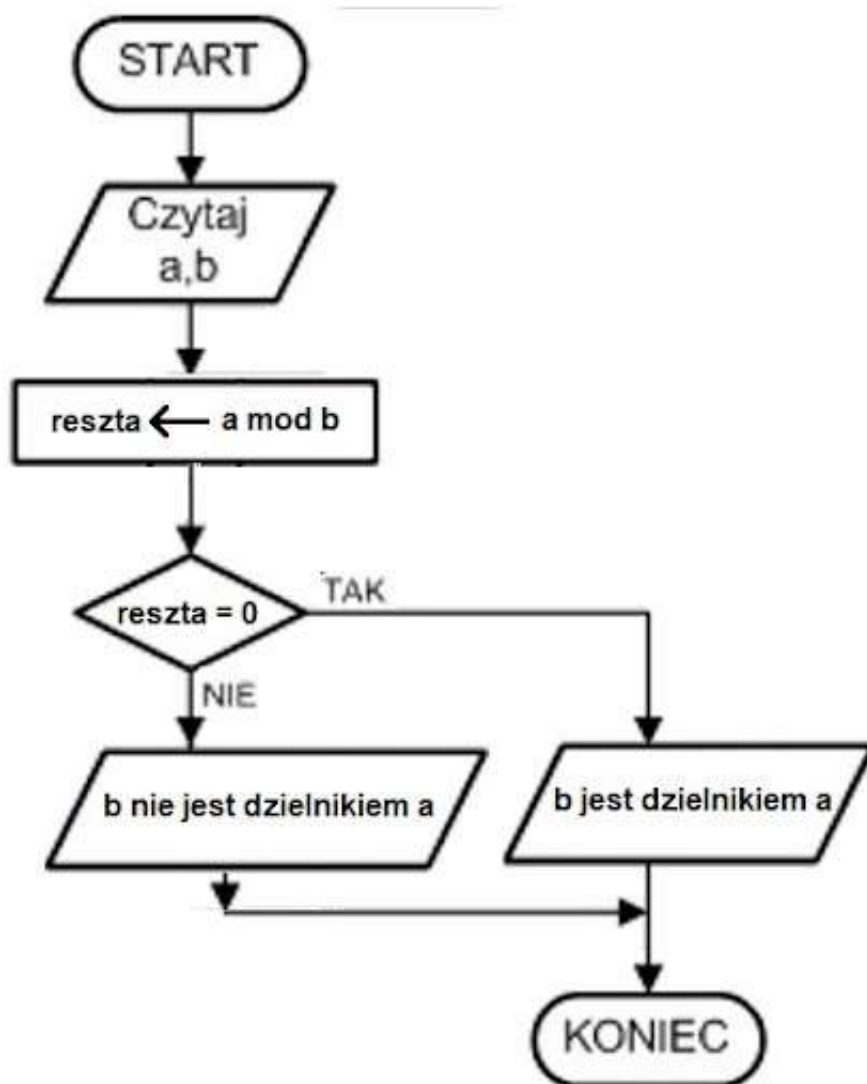 START
Czytaj
a,b
reszta ← a mod b
reszta = 0
TAK
NIE
b nie jest dzielnikiem a
b jest dzielnikiem a
KONIEC